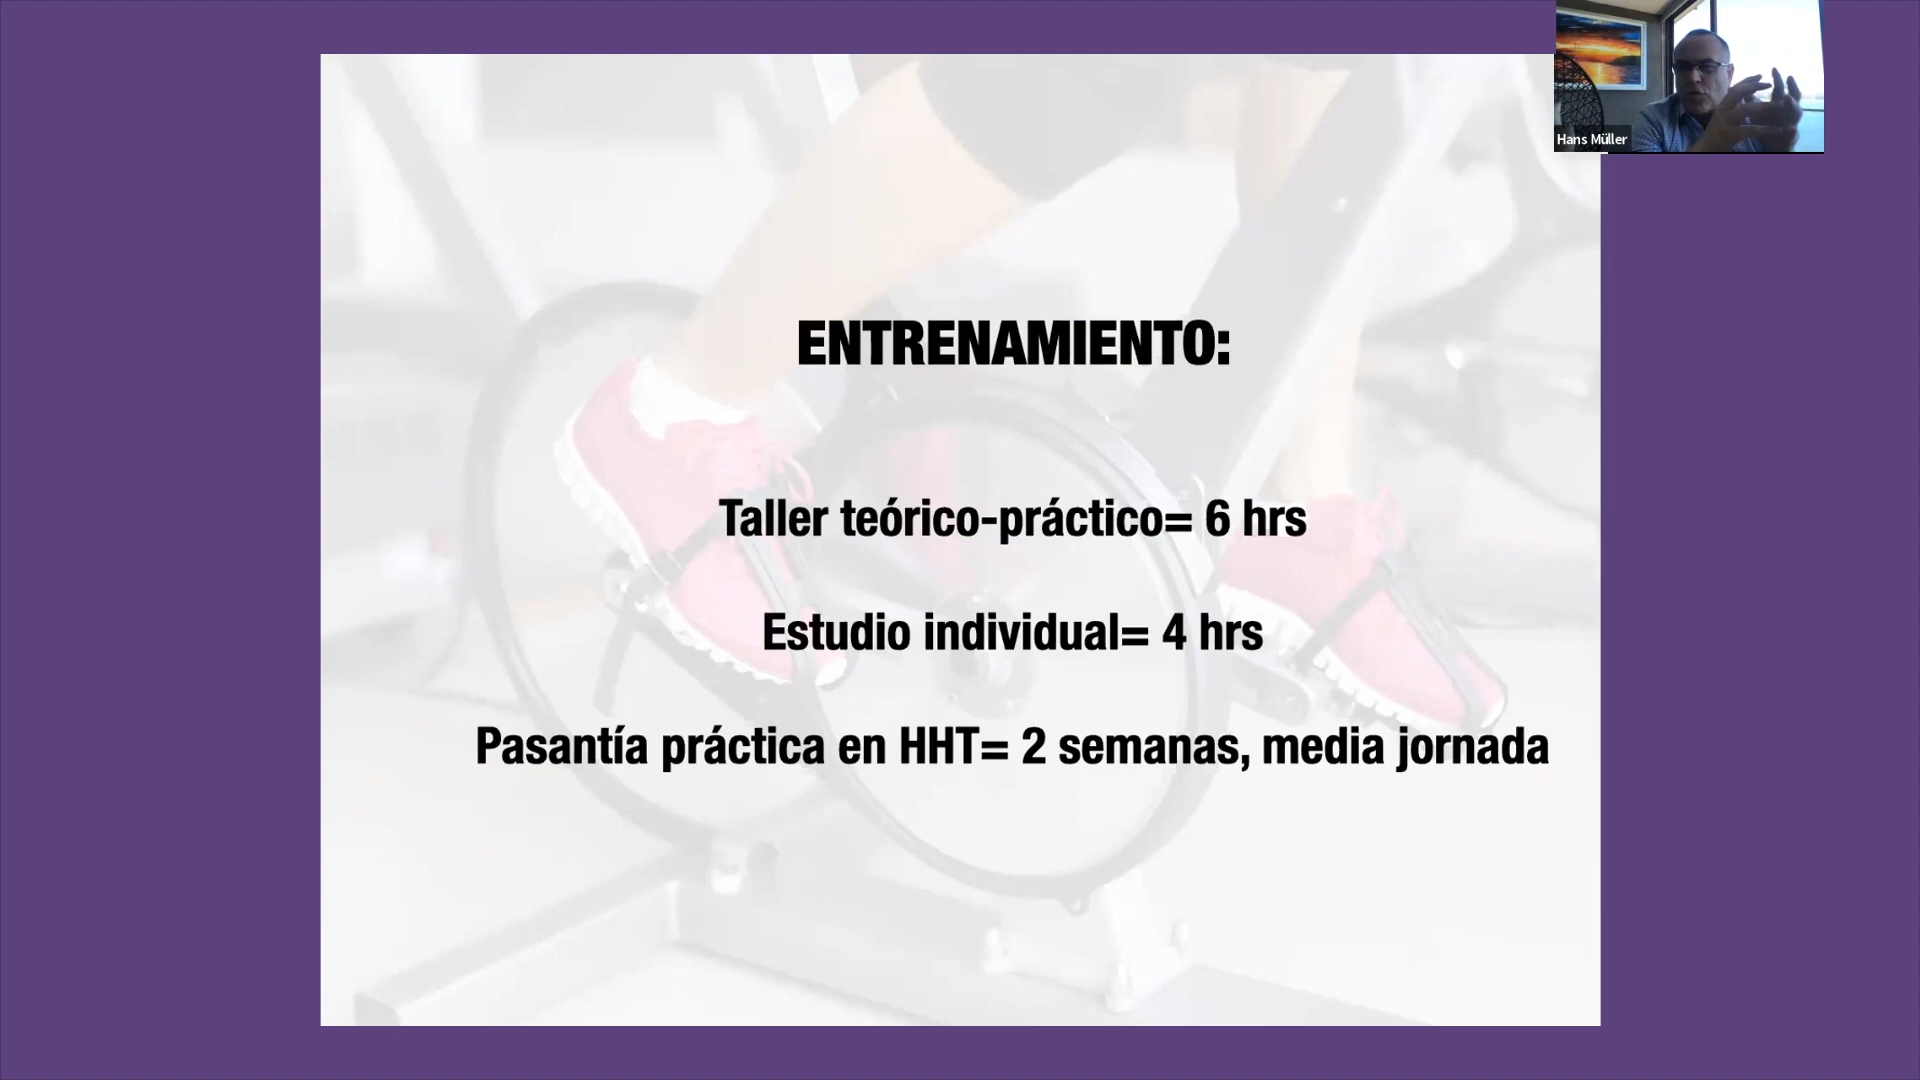 Hans Müller
ENTRENAMIENTO:
Taller teórico-práctico= 6 hrs
Estudio individual= 4 hrs
Pasantía práctica en HHT= 2 semanas, media jornada